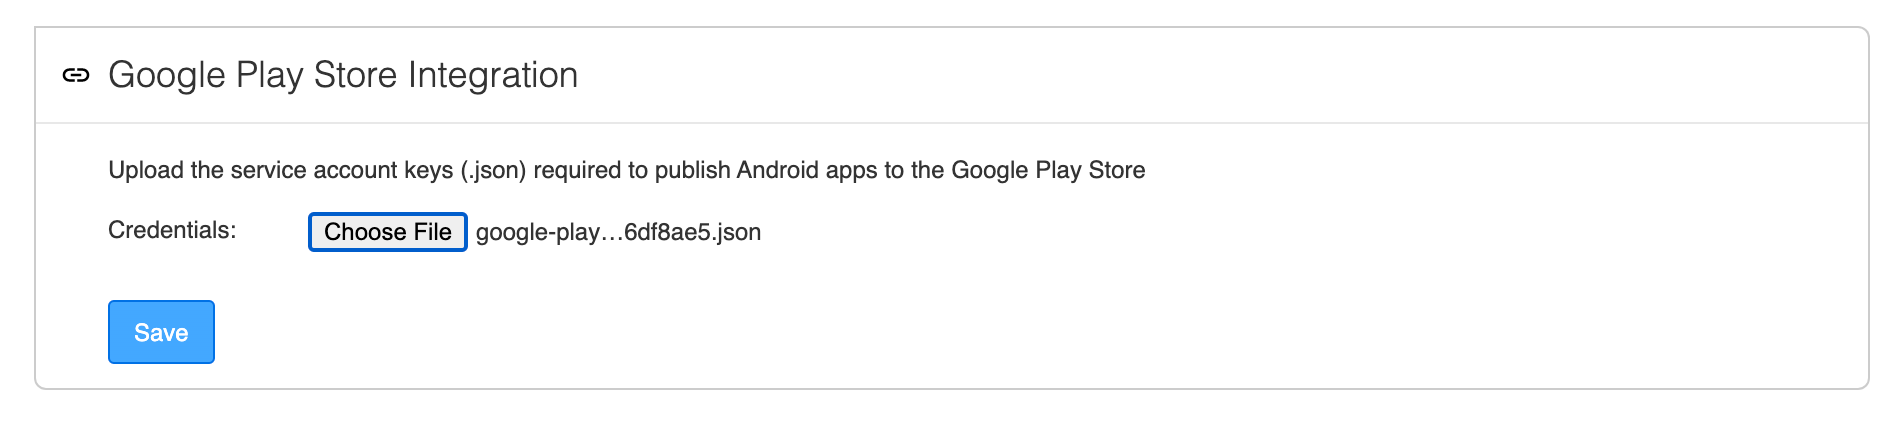 Google Play Store Integration
Upload the service account keys (.json) required to publish Android apps to the Google Play Store
Credentials: Choose File google-play…6df8ae5.json
Save